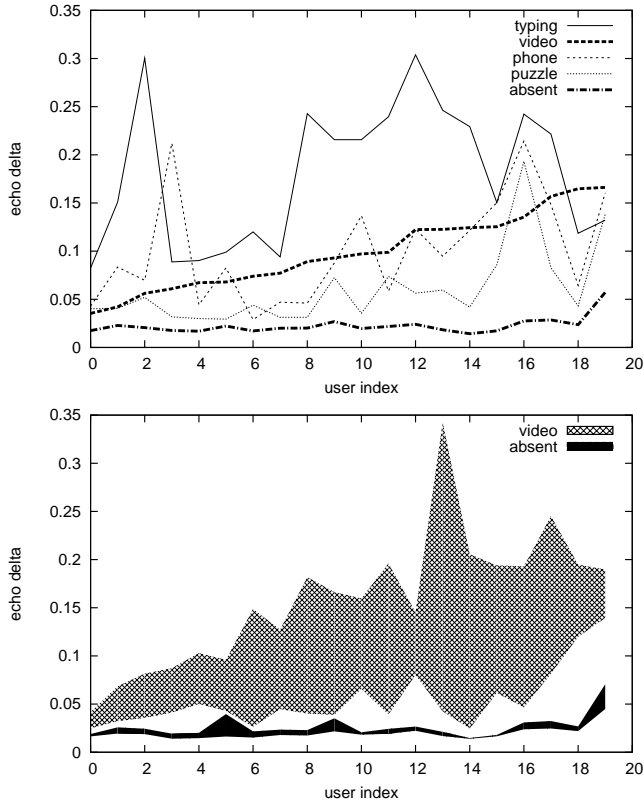 0.35
0.3
0.25
0.2
0.15
0.1
0.05
0
echo delta
typing
video
phone
puzzle
absent
0 2 4 6 8 10 12 14 16 18 20
user index
0.35
0.3
0.25
0.2
0.15
0.1
0.05
0
echo delta
video
absent
0 2 4 6 8 10 12 14 16 18 20
user index